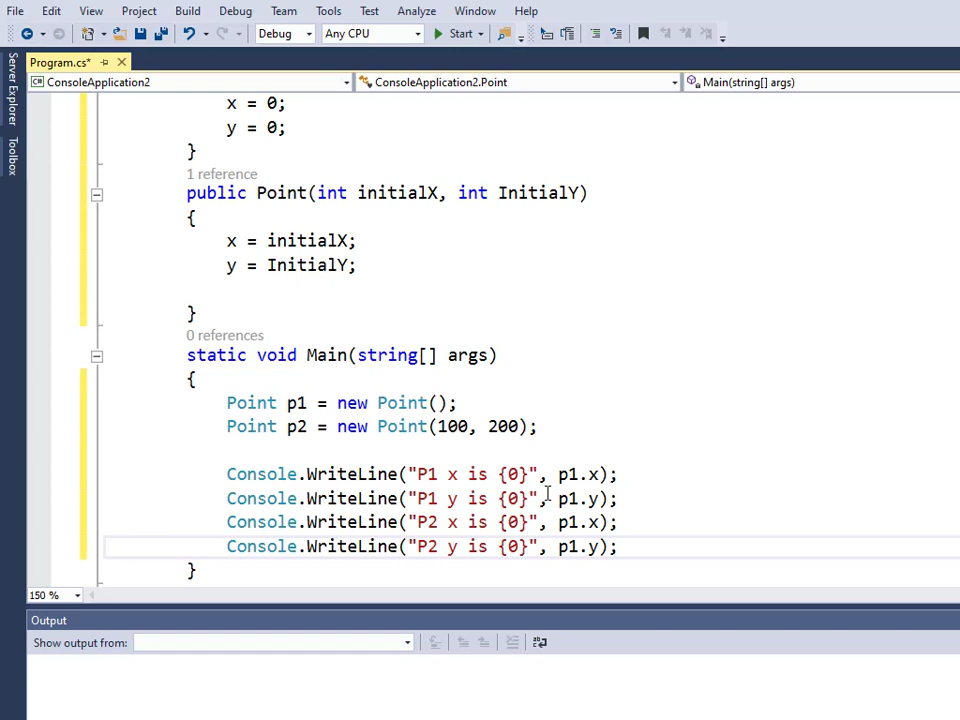 File Edit View Project Build Debug Team Tools Test Analyze Window Help
Debug Any CPU Start
Program.cs*
ConsoleApplication2 ConsoleApplication2.Point Main(string[] args)
Server Explorer
Toolbox
x = 0;
y = 0;
}
1 reference
public Point(int initialX, int InitialY)
{
x = initialX;
y = InitialY;
}
0 references
static void Main(string[] args)
{
Point p1 = new Point();
Point p2 = new Point(100, 200);
Console.WriteLine("P1 x is {0}", p1.x);
Console.WriteLine("P1 y is {0}", p1.y);
Console.WriteLine("P2 x is {0}", p1.x);
Console.WriteLine("P2 y is {0}", p1.y);
}
150 %
Output
Show output from: